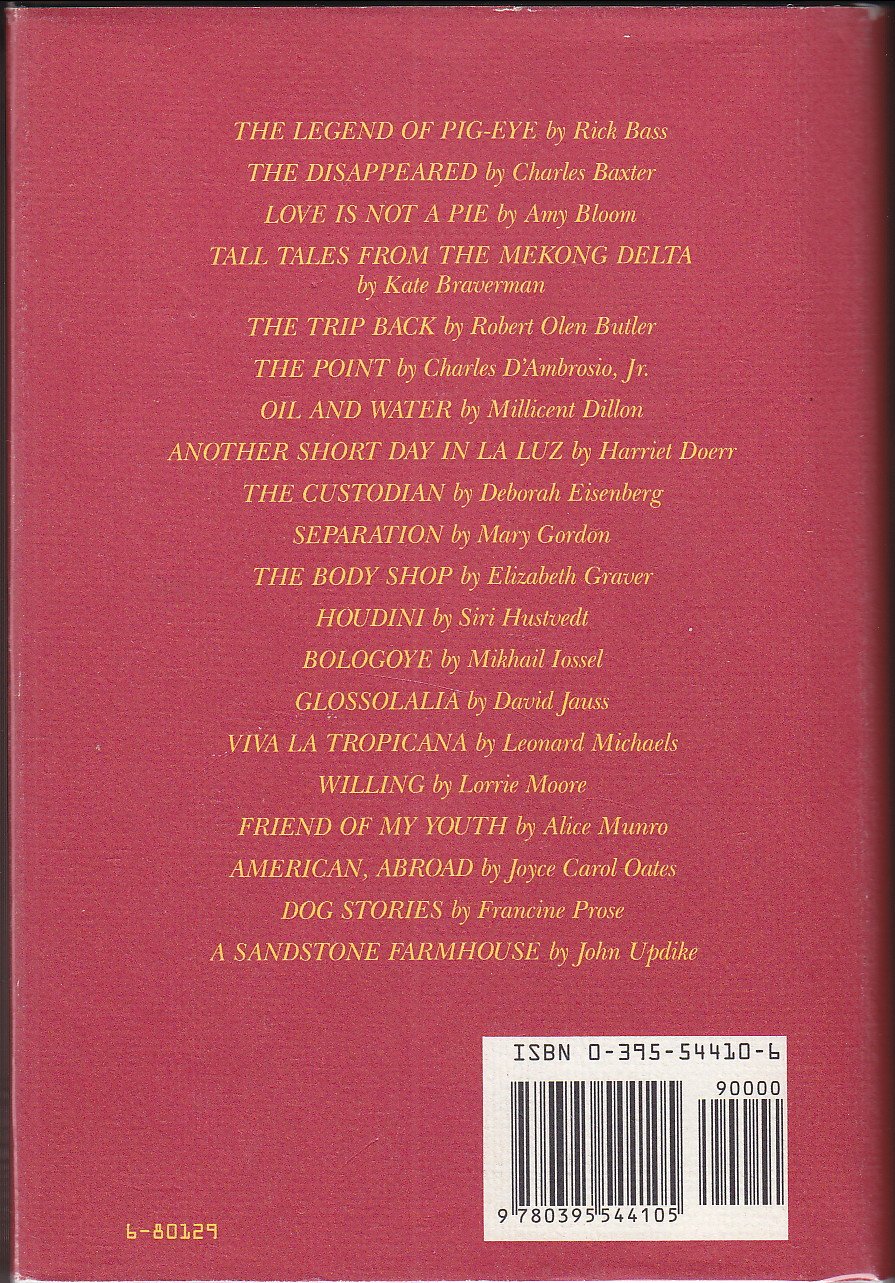 THE LEGEND OF PIG-EYE by Rick Bass
THE DISAPPEARED by Charles Baxter
LOVE IS NOT A PIE by Amy Bloom
TALL TALES FROM THE MEKONG DELTA
by Kate Braverman
THE TRIP BACK by Robert Olen Butler
THE POINT by Charles D'Ambrosio, Jr.
OIL AND WATER by Millicent Dillon
ANOTHER SHORT DAY IN LA LUZ by Harriet Doerr
THE CUSTODIAN by Deborah Eisenberg
SEPARATION by Mary Gordon
THE BODY SHOP by Elizabeth Graver
HOUDINI by Siri Hustvedt
BOLOGOYE by Mikhail Iossel
GLOSSOLALIA by David Jauss
VIVA LA TROPICANA by Leonard Michaels
WILLING by Lorrie Moore
FRIEND OF MY YOUTH by Alice Munro
AMERICAN, ABROAD by Joyce Carol Oates
DOG STORIES by Francine Prose
A SANDSTONE FARMHOUSE by John Updike
ISBN 0-395-54410-6
90000
9 780395 544105
6-80129